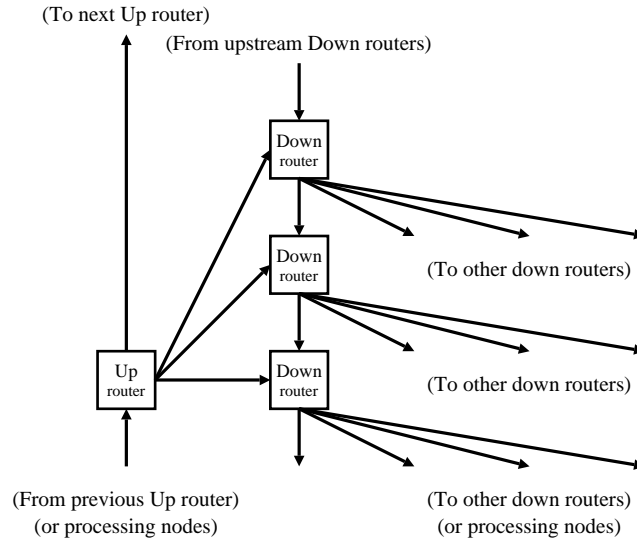 (To next Up router)
(From upstream Down routers)
Down
router
Down
router
(To other down routers)
Down
router
Up
router
(To other down routers)
(From previous Up router)
(or processing nodes)
(To other down routers)
(or processing nodes)